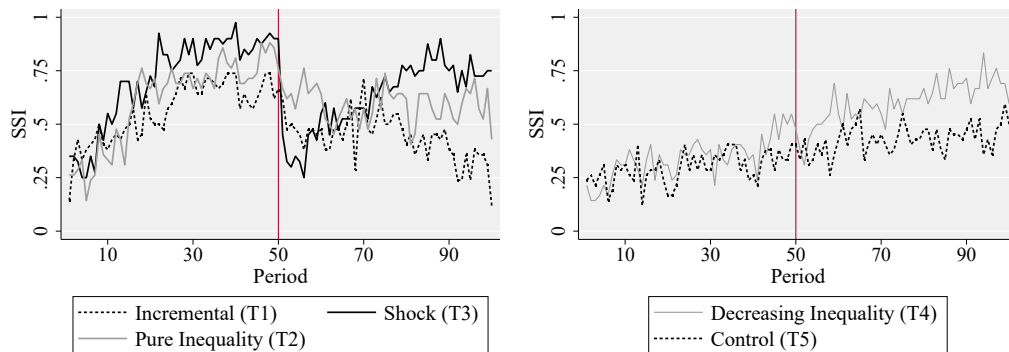 SSI
1
.75
.5
.25
0
10 30 50 70 90
Period
Incremental (T1)
Shock (T3)
Pure Inequality (T2)
SSI
1
.75
.5
.25
0
10 30 50 70 90
Period
Decreasing Inequality (T4)
Control (T5)